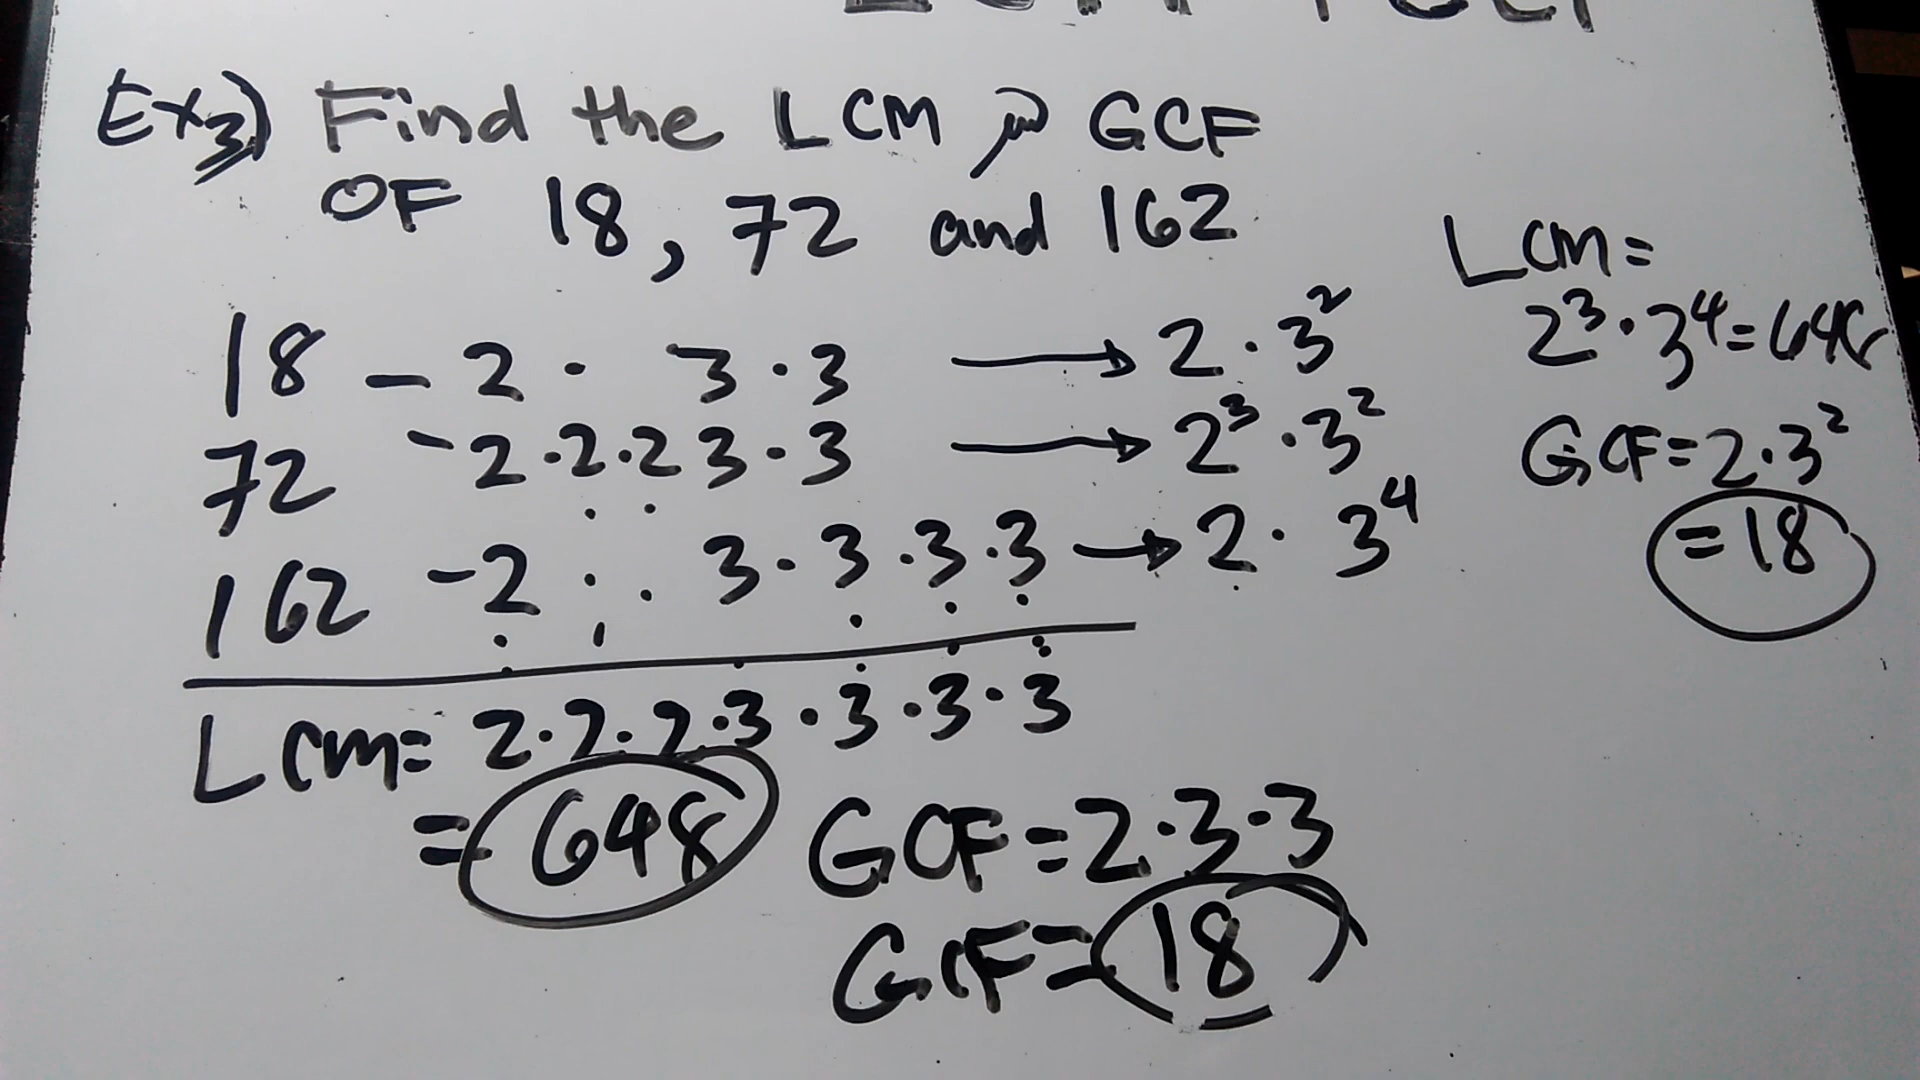 Ex3) Find the LCM GCF
OF 18, 72 and 162
18 - 2 · 3 · 3 → 2 · 3²
72 - 2 · 2 · 2 3 · 3 → 2³ · 3²
162 - 2 3 · 3 · 3 · 3 → 2 · 3⁴
LCM= 2·2·2·3·3·3·3
= 648
GCF = 2·3·3
GCF = 18
LCM=
2³·3⁴=648
GCF=2·3²
=18